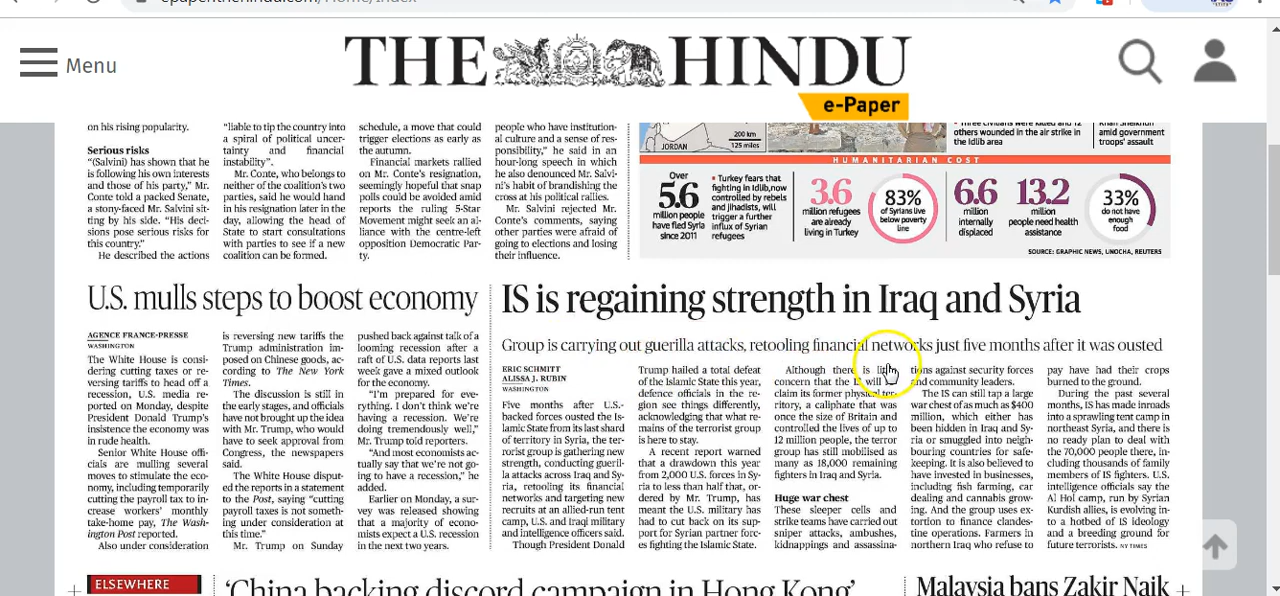 Menu
THE HINDU
e-Paper
on his rising popularity.
Serious risks
“(Salvini) has shown that he
is following his own interests
and those of his party,” Mr.
Conte told a packed Senate,
a stony-faced Mr. Salvini sit-
ting by his side. “His deci-
sions pose serious risks for
this country.”
He described the actions
“liable to tip the country into
a spiral of political uncer-
tainty and financial
instability”.
Mr. Conte, who belongs to
neither of the coalition’s two
parties, said he would hand
in his resignation later in the
day, allowing the head of
State to start consultations
with parties to see if a new
coalition can be formed.
schedule, a move that could
trigger elections as early as
the autumn.
Financial markets rallied
on Mr. Conte’s resignation,
seemingly hopeful that snap
polls could be avoided amid
reports the ruling 5-Star
Movement might seek an al-
liance with the centre-left
opposition Democratic Par-
ty.
people who have institution-
al culture and a sense of res-
ponsibility,” he said in an
hour-long speech in which
he also denounced Mr. Salvi-
ni’s habit of brandishing the
cross at his political rallies.
Mr. Salvini rejected Mr.
Conte’s comments, saying
other parties were afraid of
going to elections and losing
their influence.
JORDAN
200 km
125 miles
others wounded in the air strike in
the Idlib area
amid government
troops’ assault
HUMANITARIAN COST
Over
5.6
million people
have fled Syria
since 2011
Turkey fears that
fighting in Idlib,now
controlled by rebels
and jihadists, will
trigger a further
influx of Syrian
refugees
3.6
million refugees
are already
living in Turkey
83%
of Syrians live
below poverty
line
6.6
million
internally
displaced
13.2
million
people need health
assistance
33%
do not have
enough
food
SOURCE: GRAPHIC NEWS, UNOCHA, REUTERS
U.S. mulls steps to boost economy
AGENCE FRANCE-PRESSE
WASHINGTON
The White House is consi-
dering cutting taxes or re-
versing tariffs to head off a
recession, U.S. media re-
ported on Monday, despite
President Donald Trump’s
insistence the economy was
in rude health.
Senior White House offi-
cials are mulling several
moves to stimulate the eco-
nomy, including temporarily
cutting the payroll tax to in-
crease workers’ monthly
take-home pay, The Wash-
ington Post reported.
Also under consideration
is reversing new tariffs the
Trump administration im-
posed on Chinese goods, ac-
cording to The New York
Times.
The discussion is still in
the early stages, and officials
have not brought up the idea
with Mr. Trump, who would
have to seek approval from
Congress, the newspapers
said.
The White House disput-
ed the reports in a statement
to the Post, saying “cutting
payroll taxes is not someth-
ing under consideration at
this time.”
Mr. Trump on Sunday
pushed back against talk of a
looming recession after a
raft of U.S. data reports last
week gave a mixed outlook
for the economy.
“I’m prepared for eve-
rything. I don’t think we’re
having a recession. We’re
doing tremendously well,”
Mr. Trump told reporters.
“And most economists ac-
tually say that we’re not go-
ing to have a recession,” he
added.
Earlier on Monday, a sur-
vey was released showing
that a majority of econo-
mists expect a U.S. recession
in the next two years.
IS is regaining strength in Iraq and Syria
Group is carrying out guerilla attacks, retooling financial networks just five months after it was ousted
ERIC SCHMITT
ALISSA J. RUBIN
WASHINGTON
Five months after U.S.-
backed forces ousted the Is-
lamic State from its last shard
of territory in Syria, the ter-
rorist group is gathering new
strength, conducting gueril-
la attacks across Iraq and Sy-
ria, retooling its financial
networks and targeting new
recruits at an allied-run tent
camp, U.S. and Iraqi military
and intelligence officers said.
Though President Donald
Trump hailed a total defeat
of the Islamic State this year,
defence officials in the re-
gion see things differently,
acknowledging that what re-
mains of the terrorist group
is here to stay.
A recent report warned
that a drawdown this year
from 2,000 U.S. forces in Sy-
ria to less than half that, or-
dered by Mr. Trump, has
meant the U.S. military has
had to cut back on its sup-
port for Syrian partner forc-
es fighting the Islamic State.
Although there is
concern that the IS will
claim its former physical ter-
ritory, a caliphate that was
once the size of Britain and
controlled the lives of up to
12 million people, the terror
group has still mobilised as
many as 18,000 remaining
fighters in Iraq and Syria.
Huge war chest
These sleeper cells and
strike teams have carried out
sniper attacks, ambushes,
kidnappings and assassina-
tions against security forces
and community leaders.
The IS can still tap a large
war chest of as much as $400
million, which either has
been hidden in Iraq and Sy-
ria or smuggled into neigh-
bouring countries for safe-
keeping. It is also believed to
have invested in businesses,
including fish farming, car
dealing and cannabis grow-
ing. And the group uses ex-
tortion to finance clandes-
tine operations. Farmers in
northern Iraq who refuse to
pay have had their crops
burned to the ground.
During the past several
months, IS has made inroads
into a sprawling tent camp in
northeast Syria, and there is
no ready plan to deal with
the 70,000 people there, in-
cluding thousands of family
members of IS fighters. U.S.
intelligence officials say the
Al Hol camp, run by Syrian
Kurdish allies, is evolving in-
to a hotbed of IS ideology
and a breeding ground for
future terrorists. NY TIMES
ELSEWHERE
‘China backing discord campaign in Hong Kong’
Malaysia bans Zakir Naik